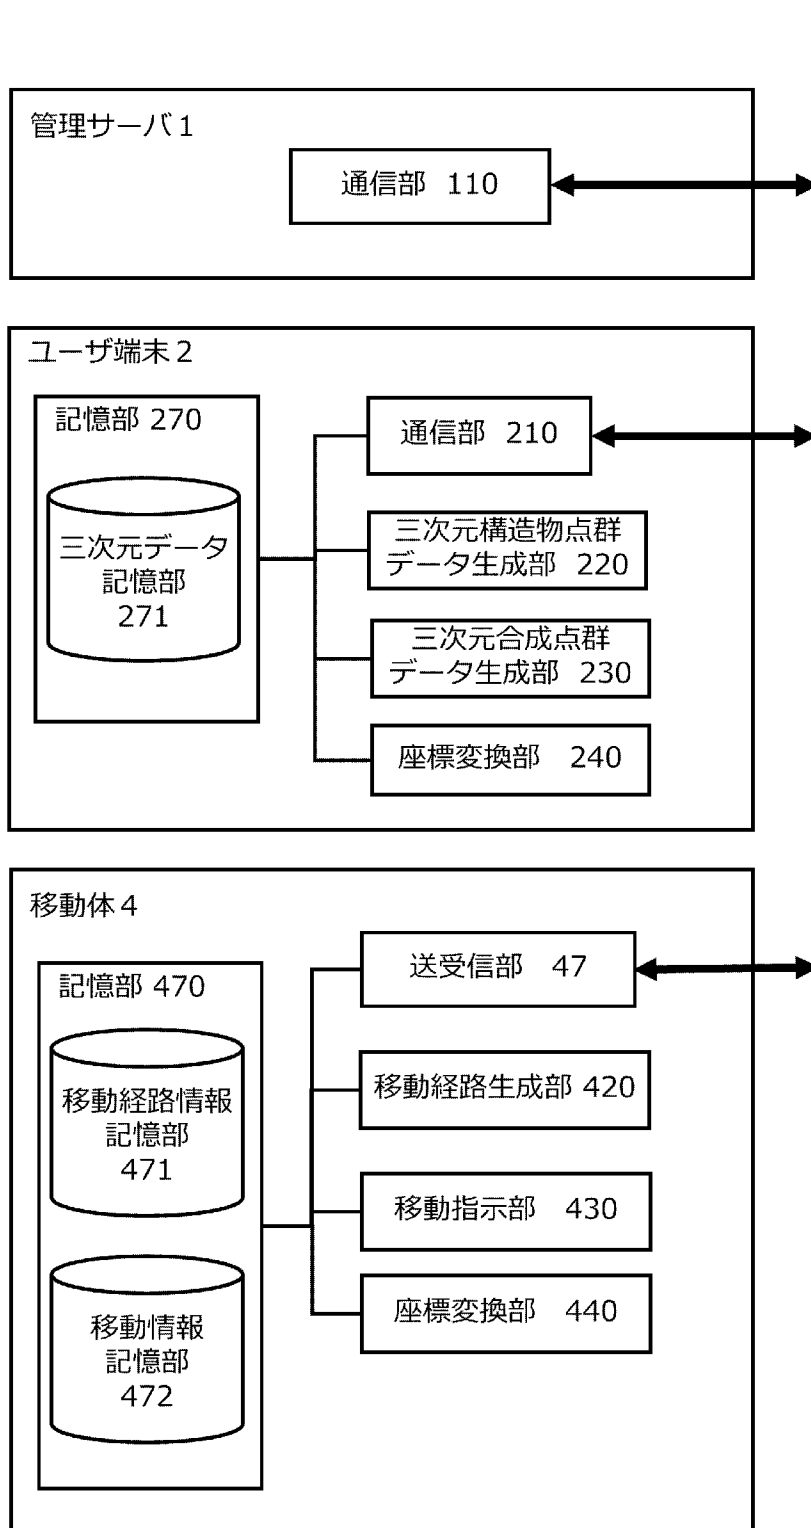 管理サーバ1
通信部 110
ユーザ端末2
記憶部 270
三次元データ
記憶部
271
通信部 210
三次元構造物点群
データ生成部 220
三次元合成点群
データ生成部 230
座標変換部 240
移動体4
記憶部 470
移動経路情報
記憶部
471
移動情報
記憶部
472
送受信部 47
移動経路生成部 420
移動指示部 430
座標変換部 440